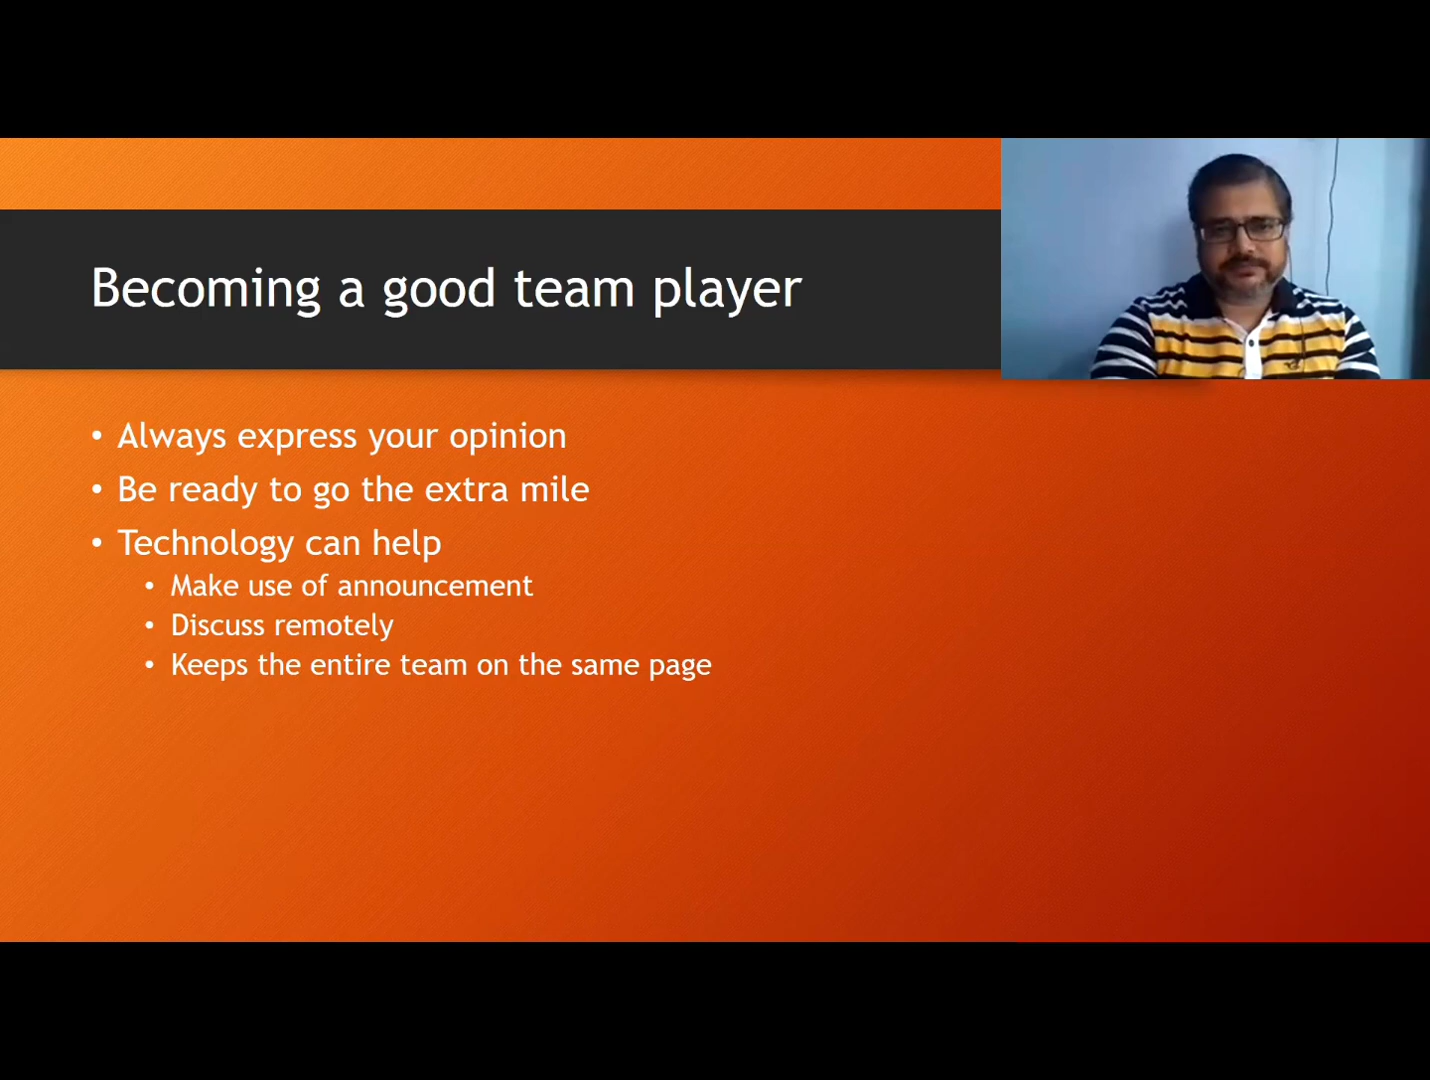 Becoming a good team player
• Always express your opinion
• Be ready to go the extra mile
• Technology can help
• Make use of announcement
• Discuss remotely
• Keeps the entire team on the same page